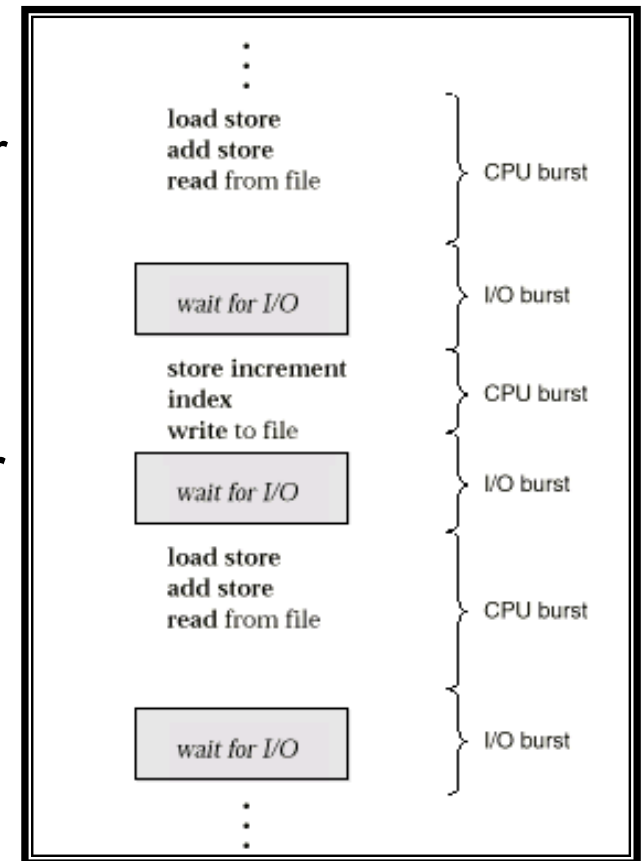 load store
add store
read from file
CPU burst
wait for I/O
I/O burst
store increment
index
write to file
CPU burst
wait for I/O
I/O burst
load store
add store
read from file
CPU burst
wait for I/O
I/O burst